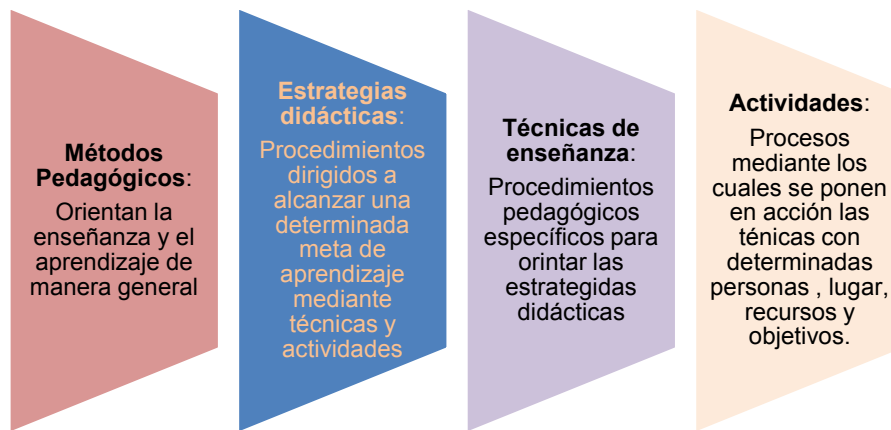 Métodos
Pedagógicos:
Orientan la
enseñanza y el
aprendizaje de
manera general
Estrategias
didácticas:
Procedimientos
dirigidos a
alcanzar una
determinada
meta de
aprendizaje
mediante
técnicas y
actividades
Técnicas de
enseñanza:
Procedimientos
pedagógicos
específicos para
orintar las
estrategidas
didácticas
Actividades:
Procesos
mediante los
cuales se ponen
en acción las
ténicas con
determinadas
personas , lugar,
recursos y
objetivos.